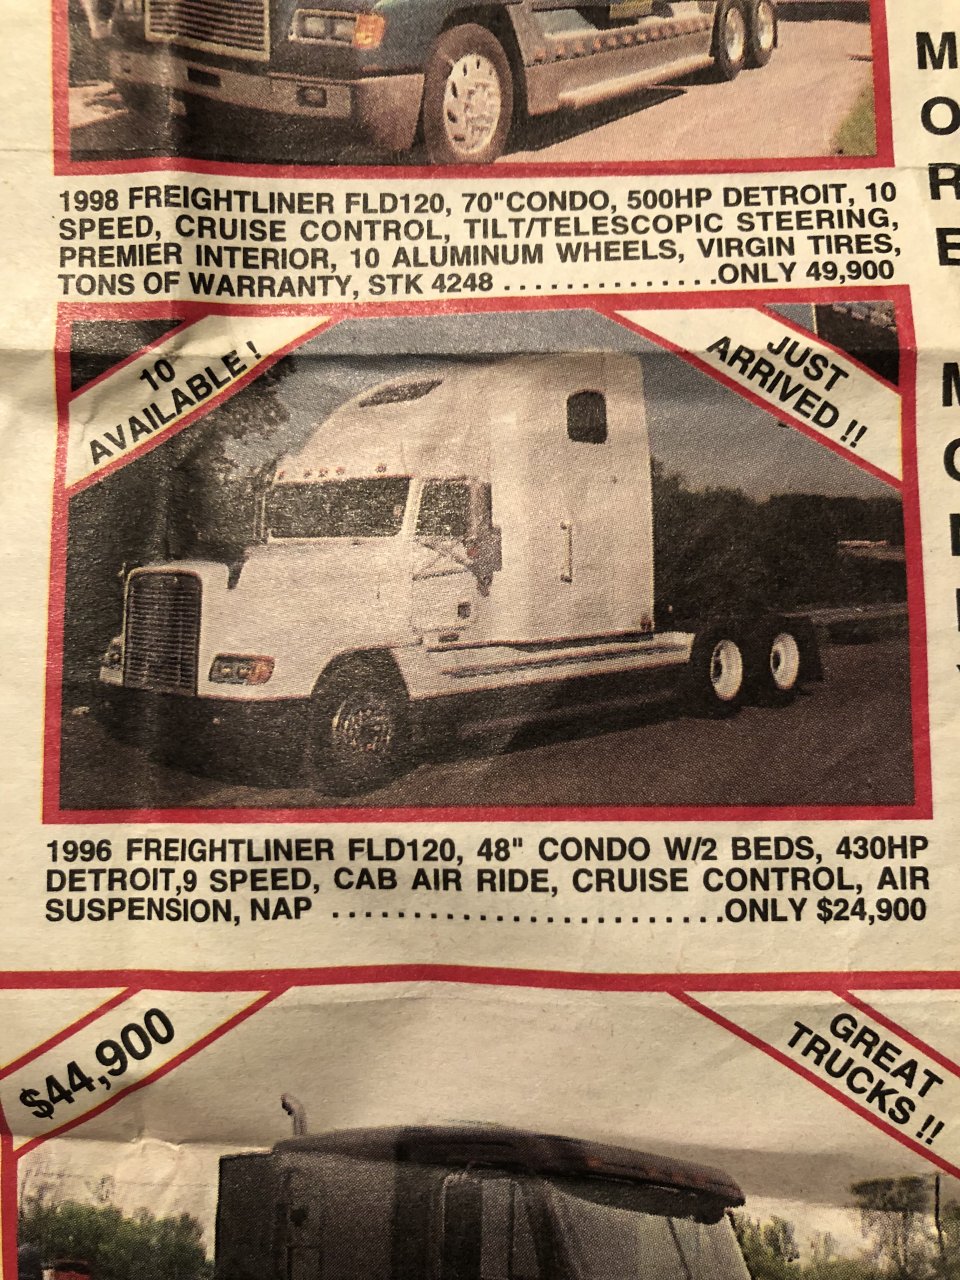 1998 FREIGHTLINER FLD120, 70"CONDO, 500HP DETROIT, 10
SPEED, CRUISE CONTROL, TILT/TELESCOPIC STEERING,
PREMIER INTERIOR, 10 ALUMINUM WHEELS, VIRGIN TIRES,
TONS OF WARRANTY, STK 4248 ..............ONLY 49,900
10
AVAILABLE !
JUST
ARRIVED !!
1996 FREIGHTLINER FLD120, 48" CONDO W/2 BEDS, 430HP
DETROIT,9 SPEED, CAB AIR RIDE, CRUISE CONTROL, AIR
SUSPENSION, NAP ..........................ONLY $24,900
$44,900
GREAT
TRUCKS !!
M
O
R
E